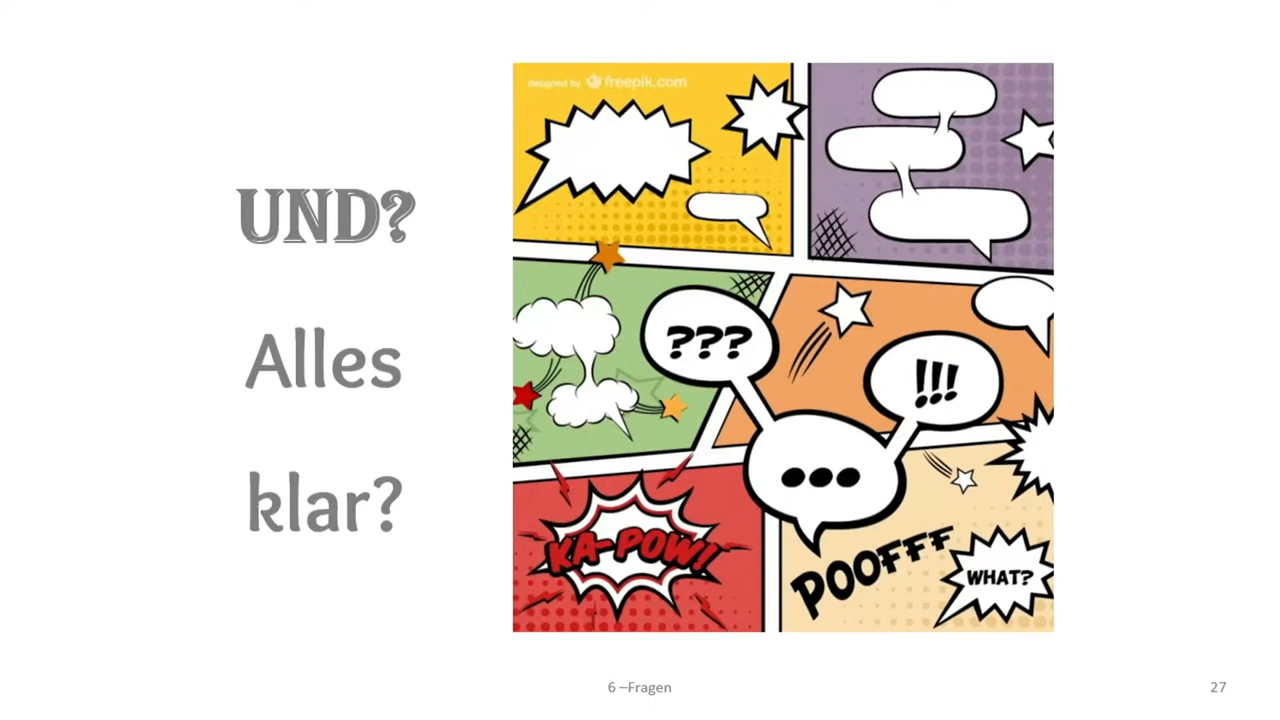 UND?
Alles
klar?
designed by freepik.com
???
!!!
...
KA-POW!
POOFFF
WHAT?
6 –Fragen
27